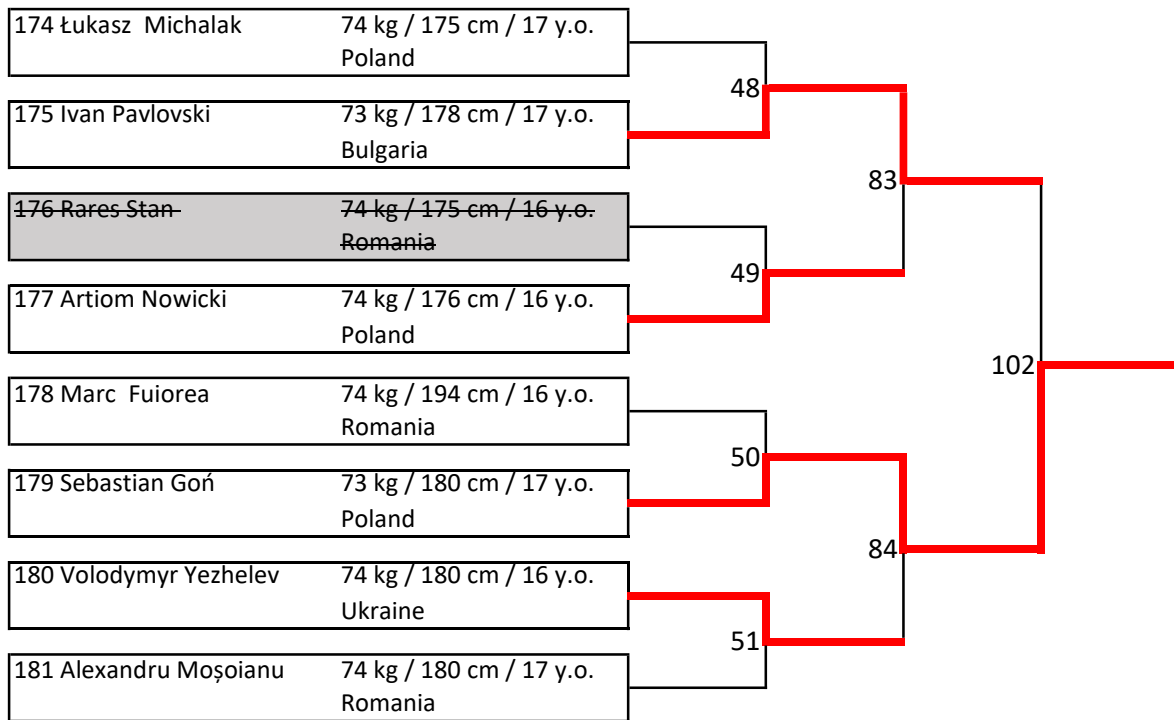 174 Łukasz  Michalak 74 kg / 175 cm / 17 y.o.
Poland
48
175 Ivan Pavlovski 73 kg / 178 cm / 17 y.o.
Bulgaria
83
176 Rares Stan 74 kg / 175 cm / 16 y.o.
Romania
49
177 Artiom Nowicki 74 kg / 176 cm / 16 y.o.
Poland
102
178 Marc  Fuiorea 74 kg / 194 cm / 16 y.o.
Romania
50
179 Sebastian Goń 73 kg / 180 cm / 17 y.o.
Poland
84
180 Volodymyr Yezhelev 74 kg / 180 cm / 16 y.o.
Ukraine
51
181 Alexandru Moșoianu 74 kg / 180 cm / 17 y.o.
Romania